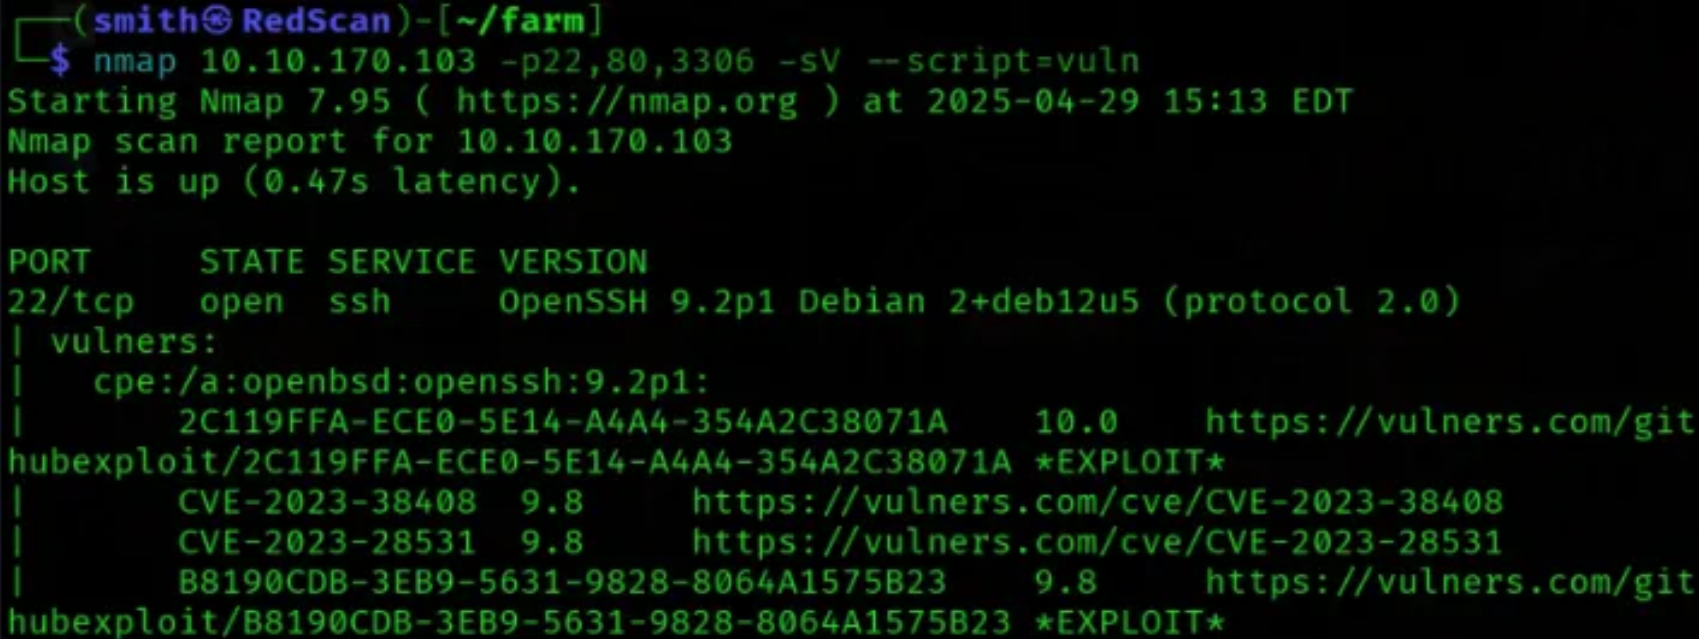 ┌──(smith㉿RedScan)-[~/farm]
└─$ nmap 10.10.170.103 -p22,80,3306 -sV --script=vuln
Starting Nmap 7.95 ( https://nmap.org ) at 2025-04-29 15:13 EDT
Nmap scan report for 10.10.170.103
Host is up (0.47s latency).
PORT     STATE SERVICE VERSION
22/tcp   open  ssh     OpenSSH 9.2p1 Debian 2+deb12u5 (protocol 2.0)
| vulners:
|   cpe:/a:openbsd:openssh:9.2p1:
|       2C119FFA-ECE0-5E14-A4A4-354A2C38071A    10.0    https://vulners.com/git
hubexploit/2C119FFA-ECE0-5E14-A4A4-354A2C38071A *EXPLOIT*
|       CVE-2023-38408  9.8     https://vulners.com/cve/CVE-2023-38408
|       CVE-2023-28531  9.8     https://vulners.com/cve/CVE-2023-28531
|       B8190CDB-3EB9-5631-9828-8064A1575B23    9.8     https://vulners.com/git
hubexploit/B8190CDB-3EB9-5631-9828-8064A1575B23 *EXPLOIT*